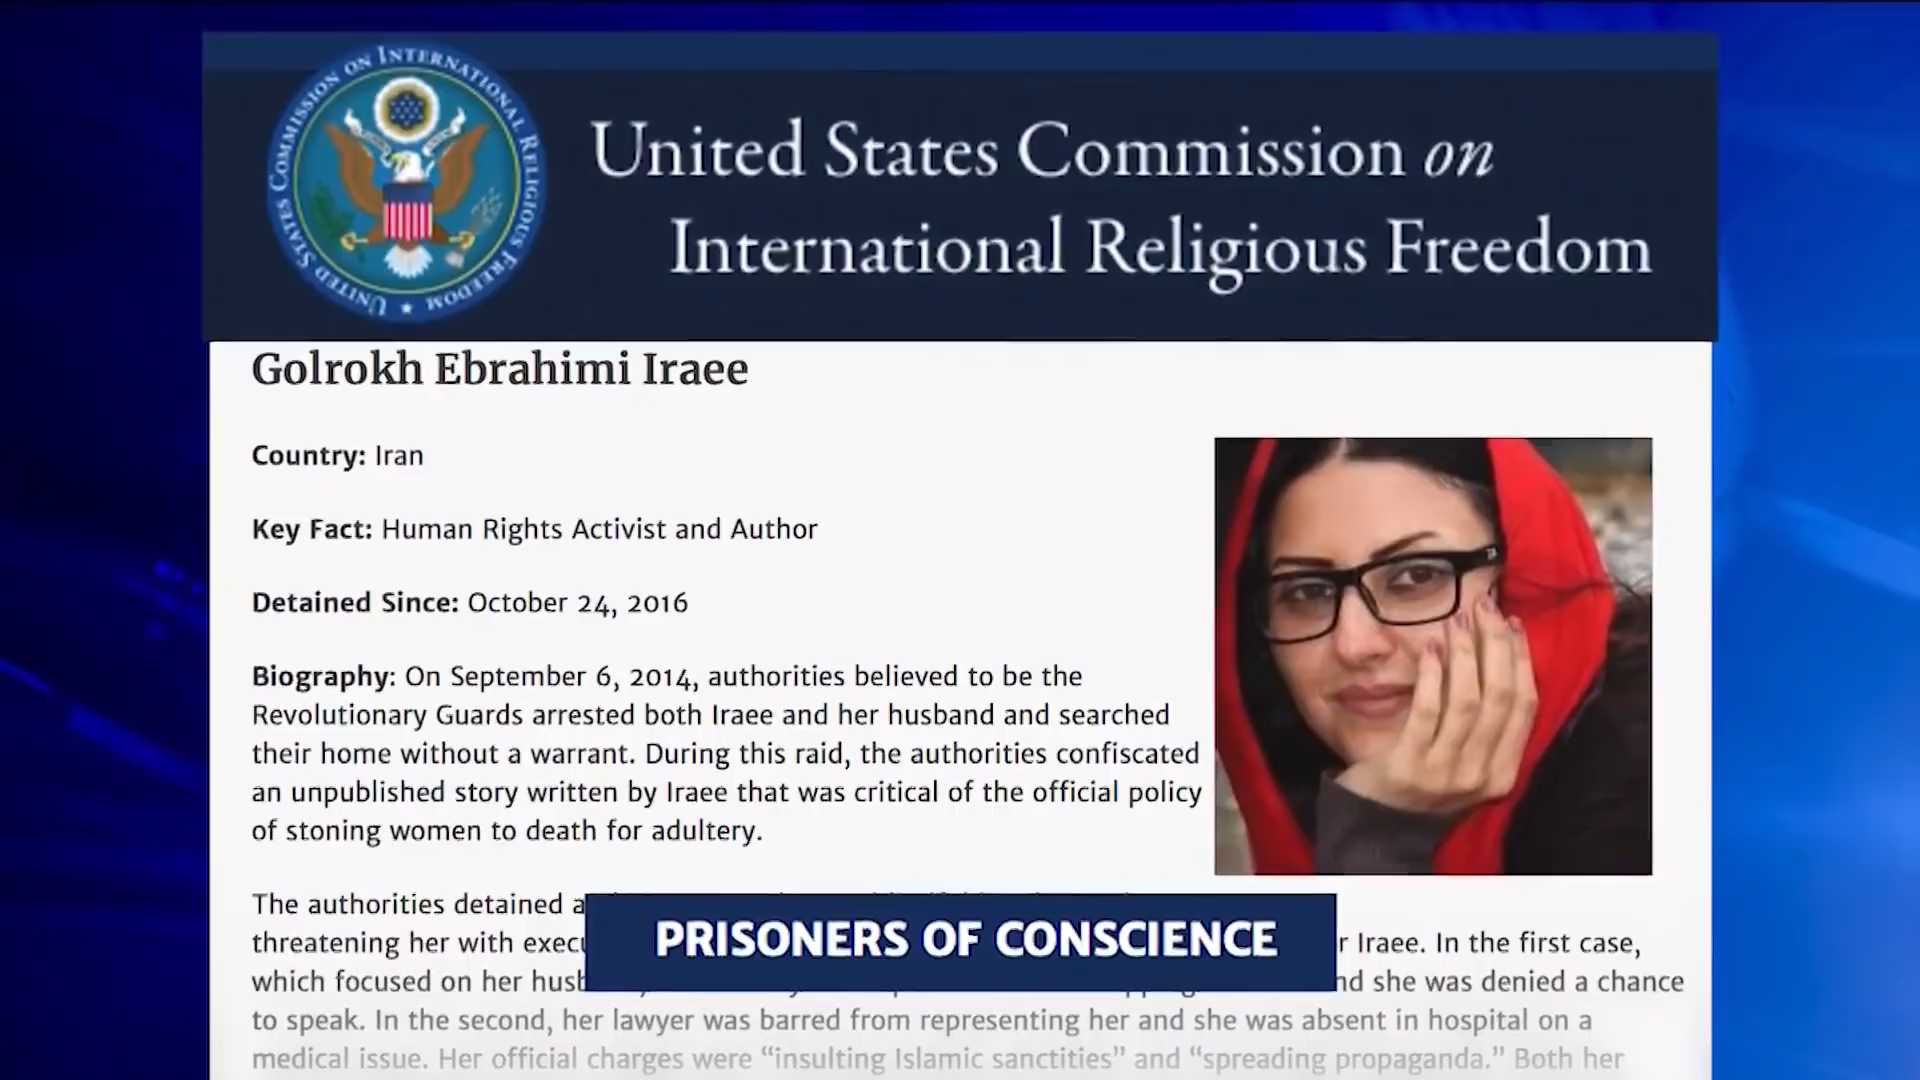 UNITED STATES COMMISSION ON INTERNATIONAL RELIGIOUS FREEDOM
United States Commission on
International Religious Freedom
Golrokh Ebrahimi Iraee
Country: Iran
Key Fact: Human Rights Activist and Author
Detained Since: October 24, 2016
Biography: On September 6, 2014, authorities believed to be the
Revolutionary Guards arrested both Iraee and her husband and searched
their home without a warrant. During this raid, the authorities confiscated
an unpublished story written by Iraee that was critical of the official policy
of stoning women to death for adultery.
The authorities detained
threatening her with Iraee. In the first case,
which focused on her she was denied a chance
to speak. In the second, her lawyer was barred from representing her and she was absent in hospital on a
medical issue. Her official charges were “insulting Islamic sanctities” and “spreading propaganda.” Both her
PRISONERS OF CONSCIENCE